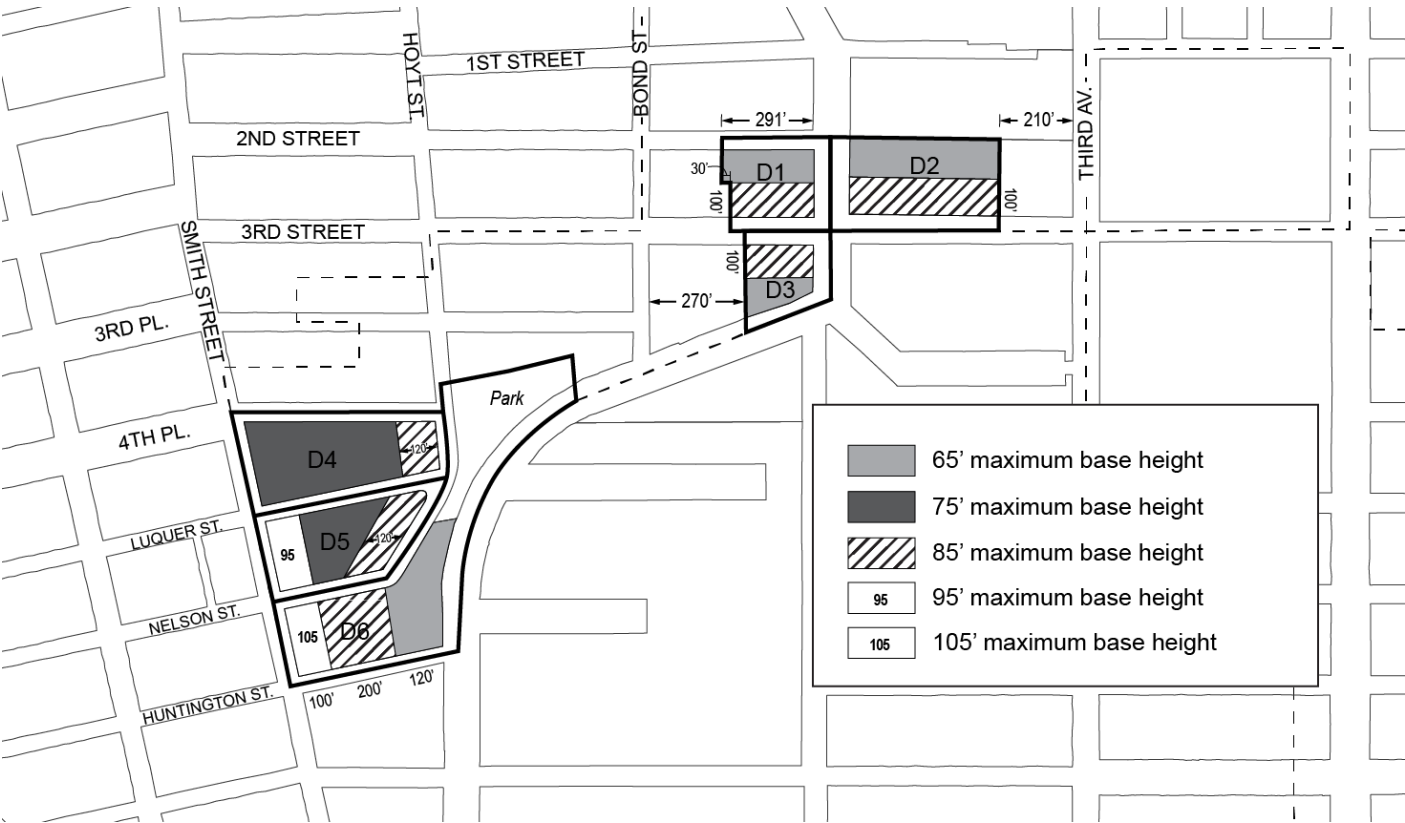 HOYT ST.
1ST STREET
BOND ST.
2ND STREET
291’
210’
THIRD AV.
30’
D1
D2
100’
100’
3RD STREET
SMITH STREET
100’
D3
270’
3RD PL.
Park
4TH PL.
D4
120’
65’ maximum base height
75’ maximum base height
LUQUER ST.
95
D5
120’
85’ maximum base height
95
95’ maximum base height
NELSON ST.
105
D6
105
105’ maximum base height
HUNTINGTON ST.
100’
200’
120’